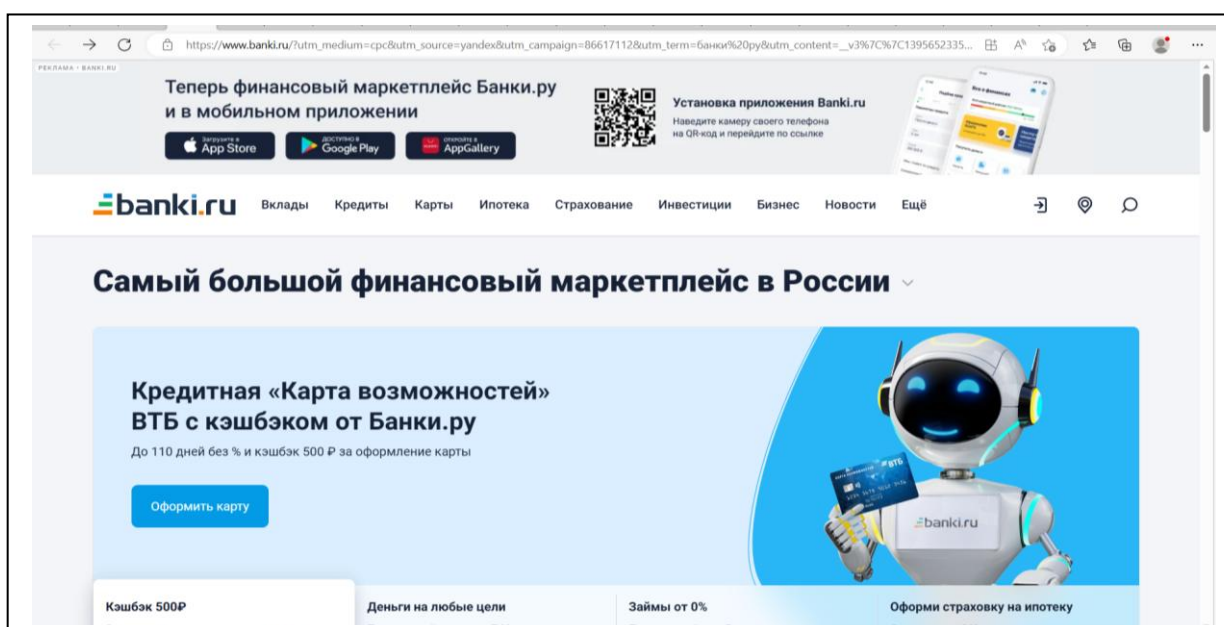 https://www.banki.ru/?utm_medium=cpc&utm_source=yandex&utm_campaign=86617112&utm_term=банки%20ру&utm_content=__v3%7C%7C1395652335...
РЕКЛАМА • BANKI.RU
Теперь финансовый маркетплейс Банки.ру
и в мобильном приложении
Загрузите в
App Store
ДОСТУПНО В
Google Play
ОТКРОЙТЕ В
AppGallery
Установка приложения Banki.ru
Наведите камеру своего телефона
на QR-код и перейдите по ссылке
banki.ru Вклады Кредиты Карты Ипотека Страхование Инвестиции Бизнес Новости Ещё
Самый большой финансовый маркетплейс в России
Кредитная «Карта возможностей»
ВТБ с кэшбэком от Банки.ру
До 110 дней без % и кэшбэк 500 ₽ за оформление карты
Оформить карту
ВТБ
banki.ru
Кэшбэк 500₽ Деньги на любые цели Займы от 0% Оформи страховку на ипотеку